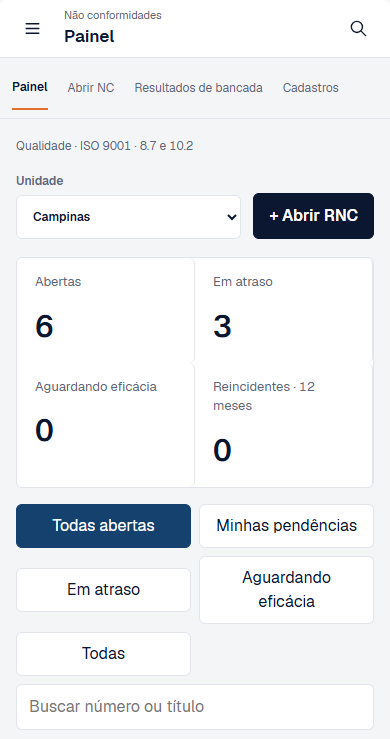 Não conformidades
Painel
Painel
Abrir NC
Resultados de bancada
Cadastros
Qualidade · ISO 9001 · 8.7 e 10.2
Unidade
Campinas
+ Abrir RNC
Abertas
6
Em atraso
3
Aguardando eficácia
0
Reincidentes · 12
meses
0
Todas abertas
Minhas pendências
Em atraso
Aguardando
eficácia
Todas
Buscar número ou título